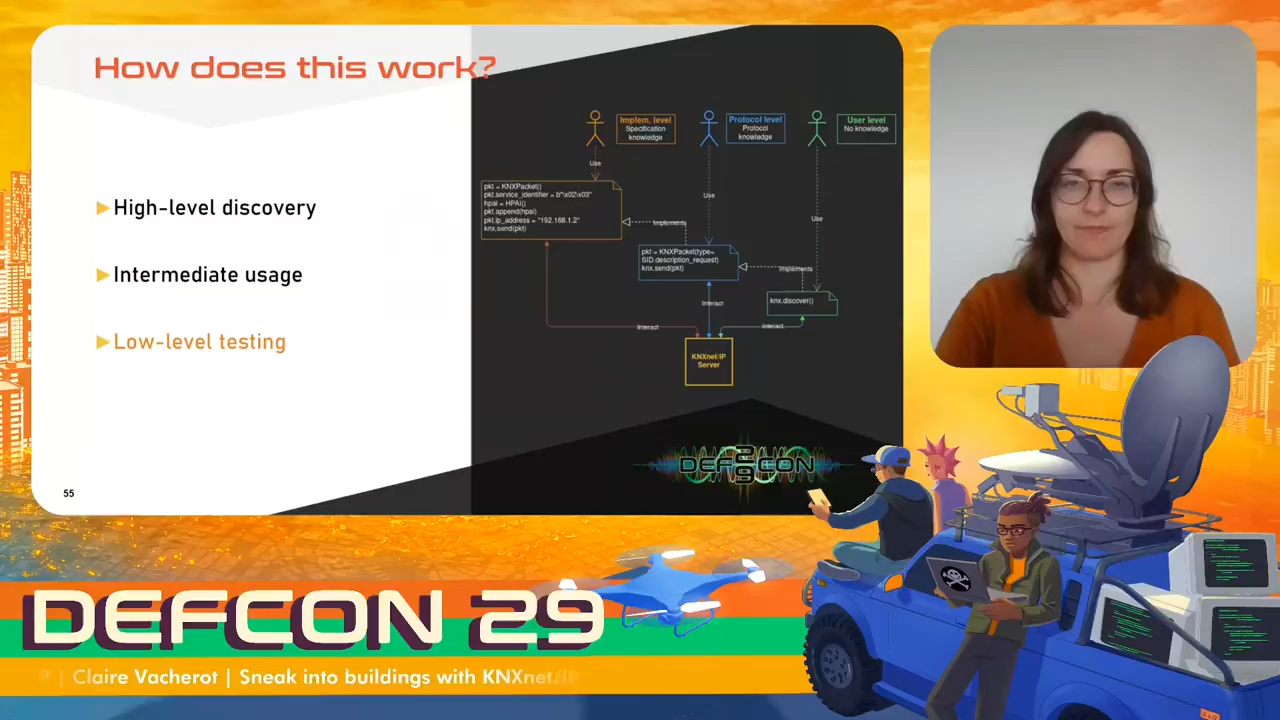 How does this work?
High-level discovery
Intermediate usage
Low-level testing
55
Implem. level
Specification
knowledge
Protocol level
Protocol
knowledge
User level
No knowledge
Use
Use
Use
pkt = KNXPacket()
pkt.service_identifier = b"\x02\x03"
hpai = HPAI()
pkt.append(hpai)
pkt.ip_address = "192.168.1.2"
knx.send(pkt)
Implements
pkt = KNXPacket(type=
SID.description_request)
knx.send(pkt)
Implements
knx.discover()
Interact
Interact
Interact
KNXnet/IP
Server
DEF CON
29
DEFCON 29
| Claire Vacherot | Sneak into buildings with KNXnet/IP